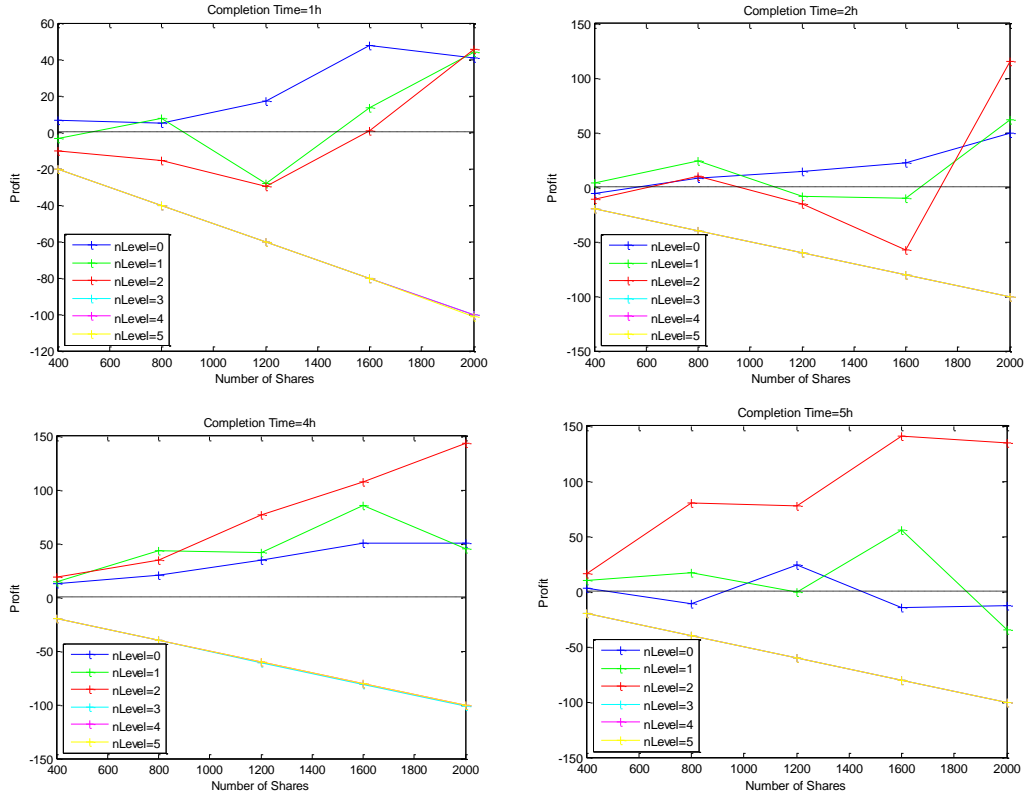 Completion Time=1h
60
40
20
0
-20
-40
-60
-80
-100
-120
Profit
nLevel=0
nLevel=1
nLevel=2
nLevel=3
nLevel=4
nLevel=5
400 600 800 1000 1200 1400 1600 1800 2000
Number of Shares
Completion Time=2h
150
100
50
0
-50
-100
-150
Profit
nLevel=0
nLevel=1
nLevel=2
nLevel=3
nLevel=4
nLevel=5
400 600 800 1000 1200 1400 1600 1800 2000
Number of Shares
Completion Time=4h
150
100
50
0
-50
-100
-150
Profit
nLevel=0
nLevel=1
nLevel=2
nLevel=3
nLevel=4
nLevel=5
400 600 800 1000 1200 1400 1600 1800 2000
Number of Shares
Completion Time=5h
150
100
50
0
-50
-100
-150
Profit
nLevel=0
nLevel=1
nLevel=2
nLevel=3
nLevel=4
nLevel=5
400 600 800 1000 1200 1400 1600 1800 2000
Number of Shares